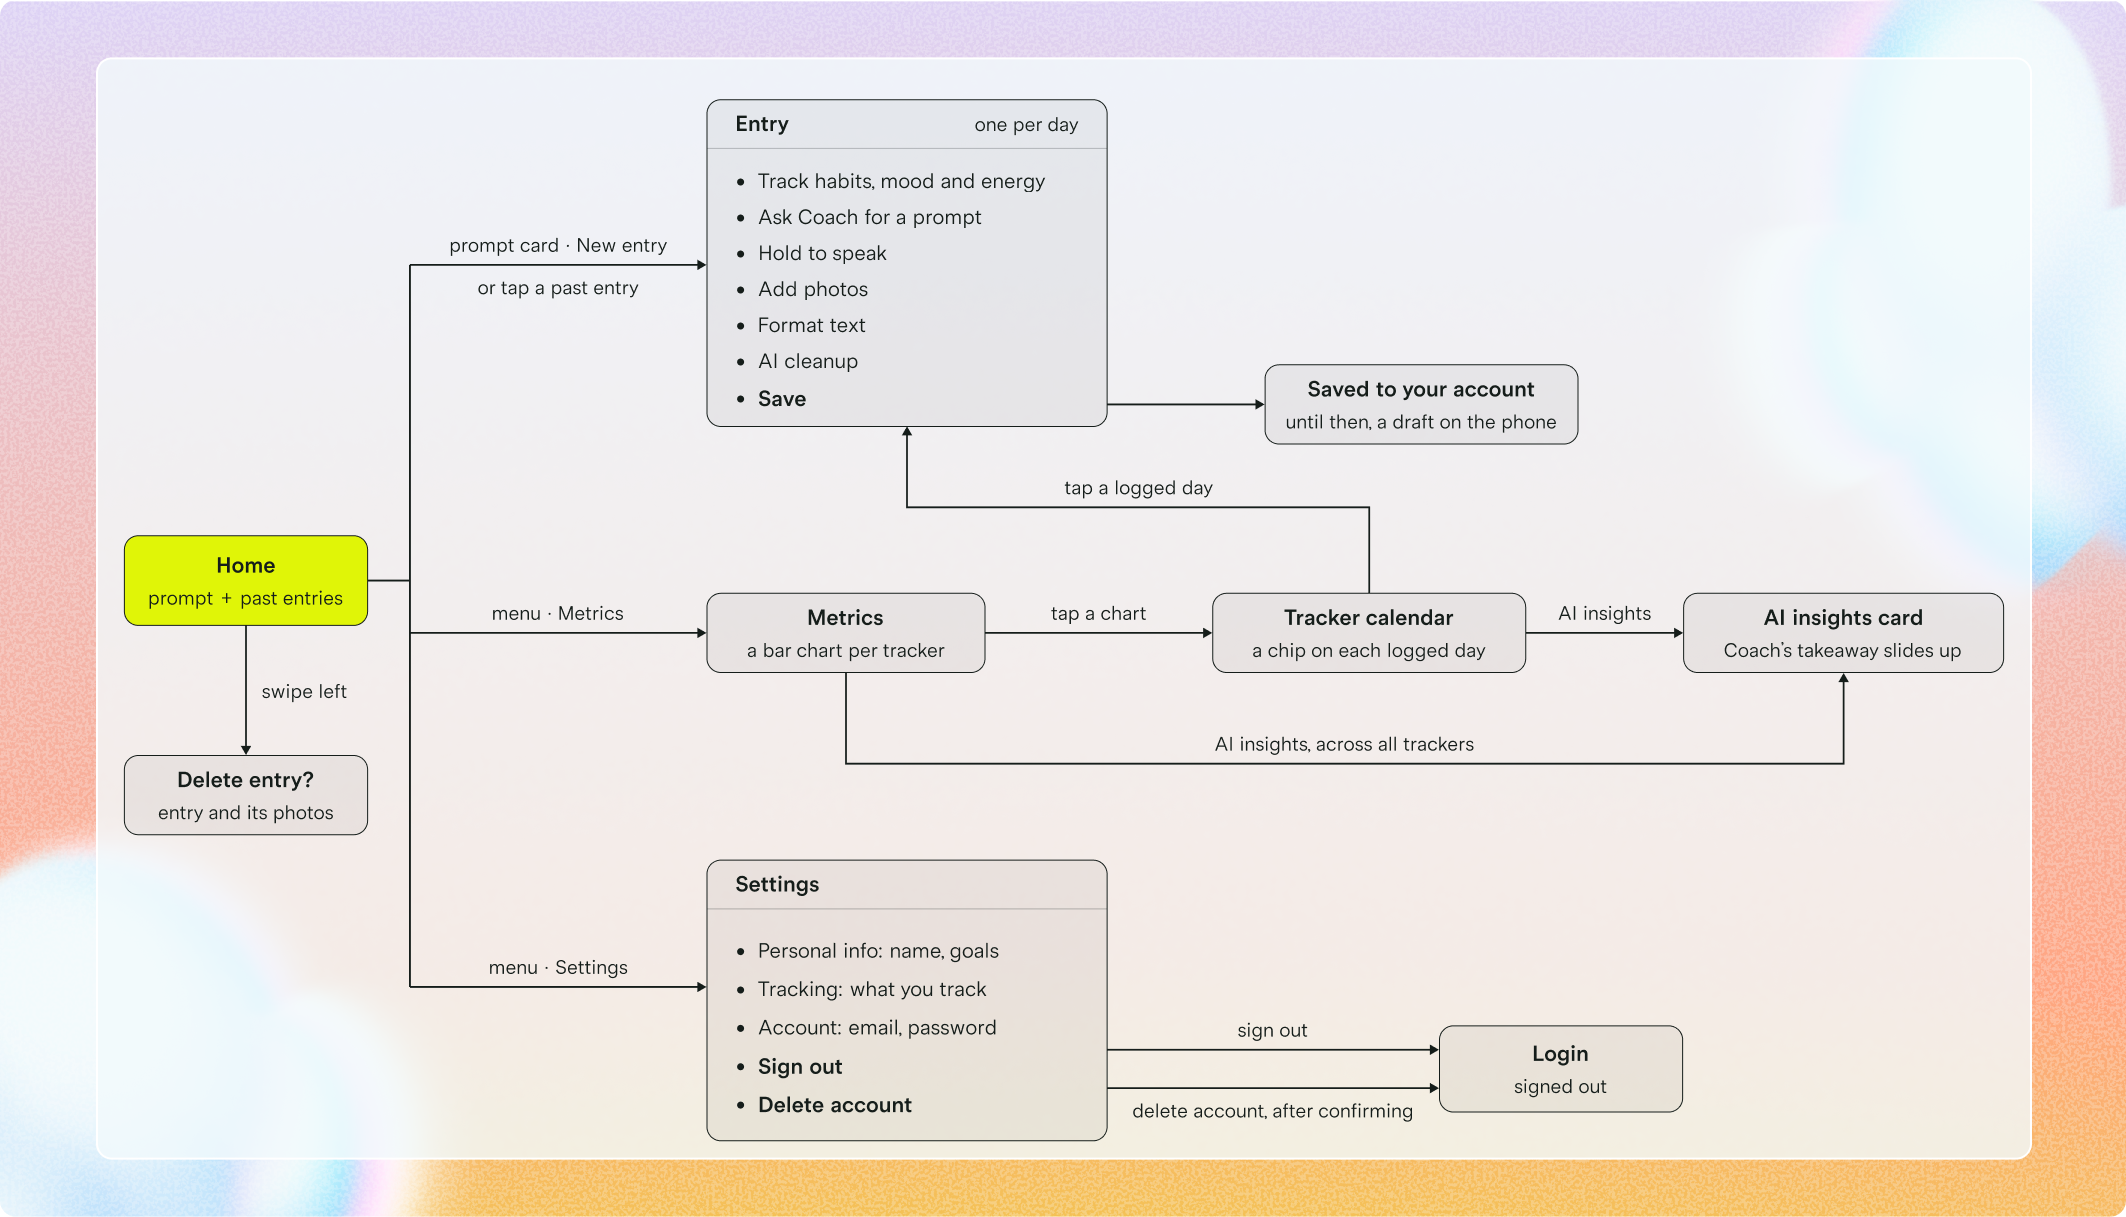 Entry
one per day
Track habits, mood and energy
Ask Coach for a prompt
Hold to speak
Add photos
Format text
AI cleanup
Save
prompt card · New entry
or tap a past entry
Saved to your account
until then, a draft on the phone
tap a logged day
Home
prompt + past entries
menu · Metrics
Metrics
a bar chart per tracker
tap a chart
Tracker calendar
a chip on each logged day
AI insights
AI insights card
Coach’s takeaway slides up
swipe left
AI insights, across all trackers
Delete entry?
entry and its photos
Settings
Personal info: name, goals
Tracking: what you track
Account: email, password
Sign out
Delete account
menu · Settings
sign out
delete account, after confirming
Login
signed out